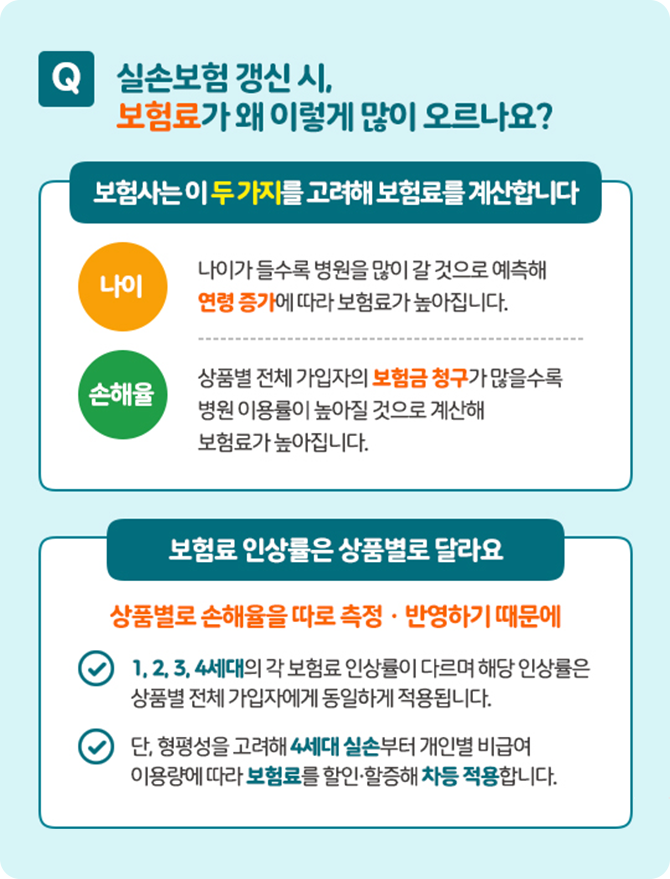 Q
실손보험 갱신 시,
보험료가 왜 이렇게 많이 오르나요?
보험사는 이 두 가지를 고려해 보험료를 계산합니다
나이
나이가 들수록 병원을 많이 갈 것으로 예측해
연령 증가에 따라 보험료가 높아집니다.
손해율
상품별 전체 가입자의 보험금 청구가 많을수록
병원 이용률이 높아질 것으로 계산해
보험료가 높아집니다.
보험료 인상률은 상품별로 달라요
상품별로 손해율을 따로 측정 · 반영하기 때문에
1, 2, 3, 4세대의 각 보험료 인상률이 다르며 해당 인상률은
상품별 전체 가입자에게 동일하게 적용됩니다.
단, 형평성을 고려해 4세대 실손부터 개인별 비급여
이용량에 따라 보험료를 할인·할증해 차등 적용합니다.